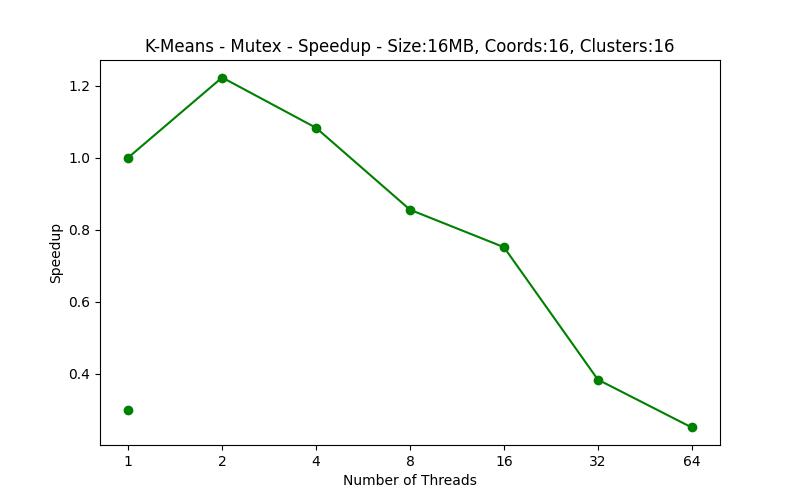 K-Means - Mutex - Speedup - Size:16MB, Coords:16, Clusters:16
1.2
1.0
0.8
0.6
0.4
Speedup
1 2 4 8 16 32 64
Number of Threads